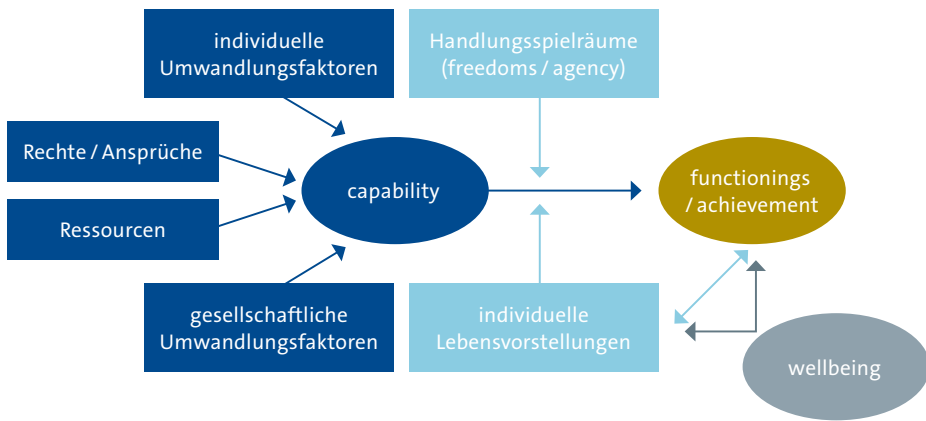 individuelle
Umwandlungsfaktoren
Handlungsspielräume
(freedoms / agency)
Rechte / Ansprüche
Ressourcen
capability
functionings
/ achievement
gesellschaftliche
Umwandlungsfaktoren
individuelle
Lebensvorstellungen
wellbeing